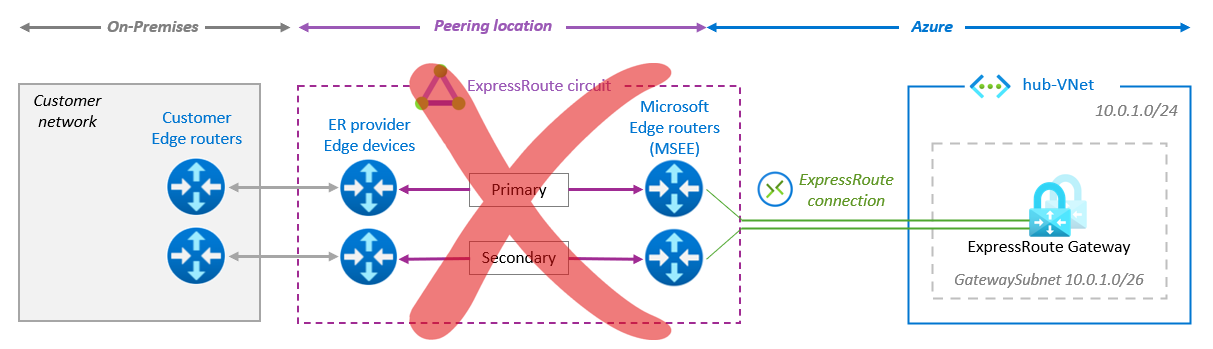 On-Premises
Peering location
Azure
Customer
network
Customer
Edge routers
ExpressRoute circuit
ER provider
Edge devices
Microsoft
Edge routers
(MSEE)
Primary
Secondary
ExpressRoute
connection
hub-VNet
10.0.1.0/24
ExpressRoute Gateway
GatewaySubnet 10.0.1.0/26